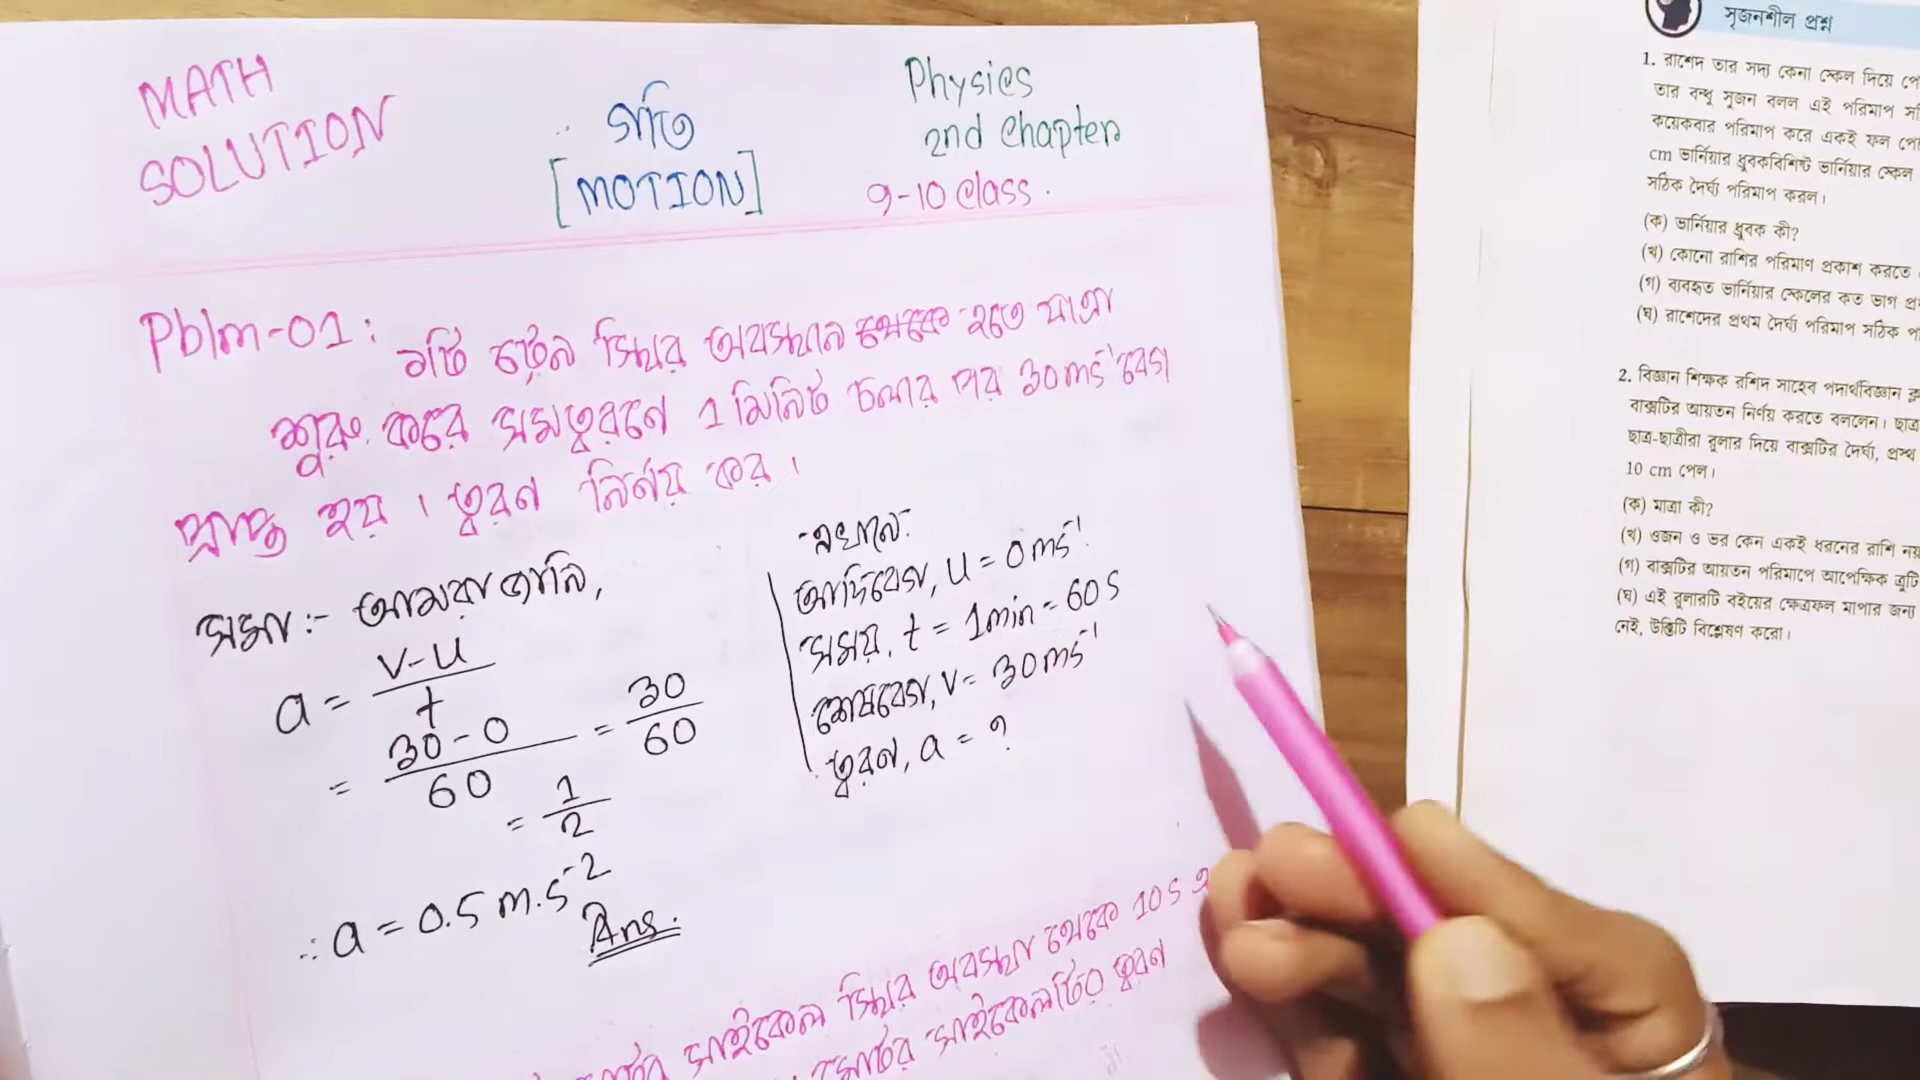 MATH
SOLUTION
গতি
[MOTION]
Physics
2nd Chapter
9-10 class.
Pblm-01: ১টি ট্রেন স্থির অবস্থান থেকে হতে যাত্রা
শুরু করে সমত্বরণে 1 মিনিট চলার পর 30ms⁻¹ বেগ
প্রাপ্ত হয়। ত্বরণ নির্ণয় কর।
সমা:- আমরা জানি,
a = v-u / t
= 30-0 / 60 = 30 / 60
= 1 / 2
∴ a = 0.5 m.s⁻²
Ans.
এখানে
আদিবেগ, u = 0ms⁻¹
সময়, t = 1min = 60s
শেষবেগ, v = 30ms⁻¹
ত্বরণ, a = ?
সাইকেল স্থির অবস্থা থেকে 10s এ
সাইকেলটির ত্বরণ
সৃজনশীল প্রশ্ন
1. রাশেদ তার সদ্য কেনা স্কেল দিয়ে
তার বন্ধু সুজন বলল এই পরিমাপ
কয়েকবার পরিমাপ করে একই ফল
cm ভার্নিয়ার ধ্রুবকবিশিষ্ট ভার্নিয়ার স্কেল
সঠিক দৈর্ঘ্য পরিমাপ করল।
(ক) ভার্নিয়ার ধ্রুবক কী?
(খ) কোনো রাশির পরিমাণ প্রকাশ করতে
(গ) ব্যবহৃত ভার্নিয়ার স্কেলের কত ভাগ
(ঘ) রাশেদের প্রথম দৈর্ঘ্য পরিমাপ সঠিক
2. বিজ্ঞান শিক্ষক রশিদ সাহেব পদার্থবিজ্ঞান
বাক্সটির আয়তন নির্ণয় করতে বললেন।
ছাত্র-ছাত্রীরা রুলার দিয়ে বাক্সটির দৈর্ঘ্য, প্রস্থ
10 cm পেল।
(ক) মাত্রা কী?
(খ) ওজন ও ভর কেন একই ধরনের রাশি নয়
(গ) বাক্সটির আয়তন পরিমাপে আপেক্ষিক ত্রুটি
(ঘ) এই রুলারটি বইয়ের ক্ষেত্রফল মাপার জন্য
নেই, উক্তিটি বিশ্লেষণ করো।